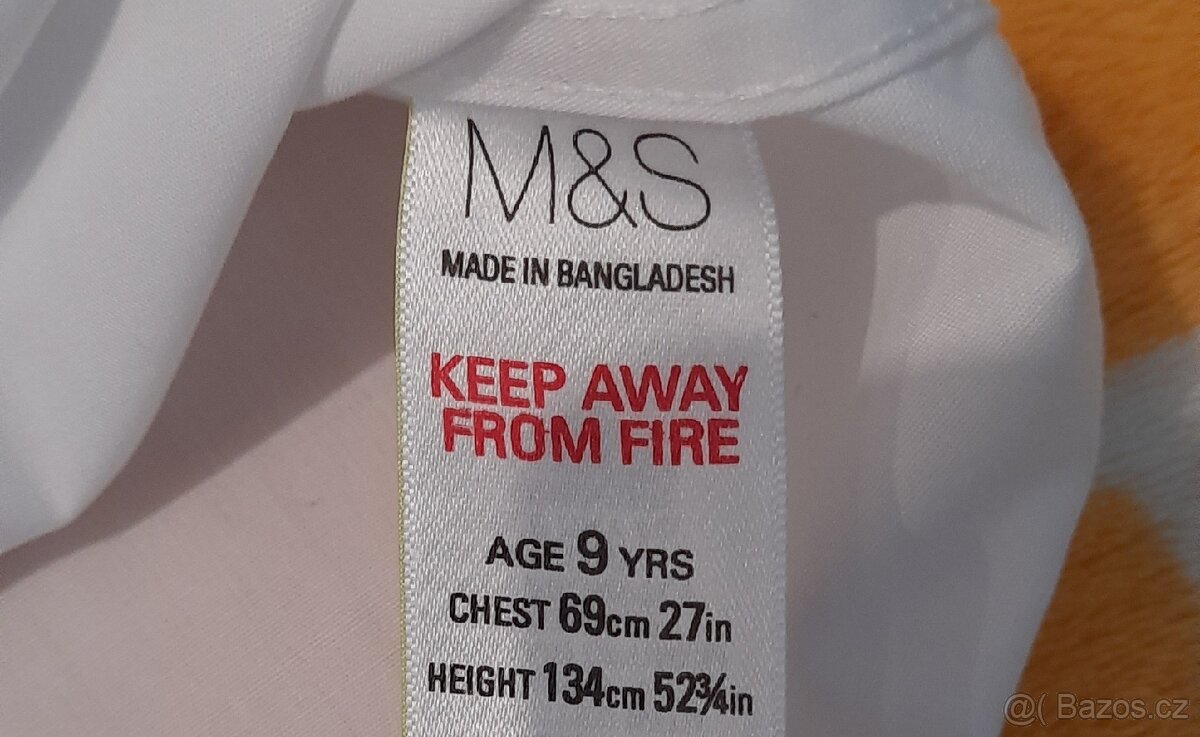 M&S
MADE IN BANGLADESH
KEEP AWAY
FROM FIRE
AGE 9 YRS
CHEST 69cm 27in
HEIGHT 134cm 52¾in
@( Bazos.cz